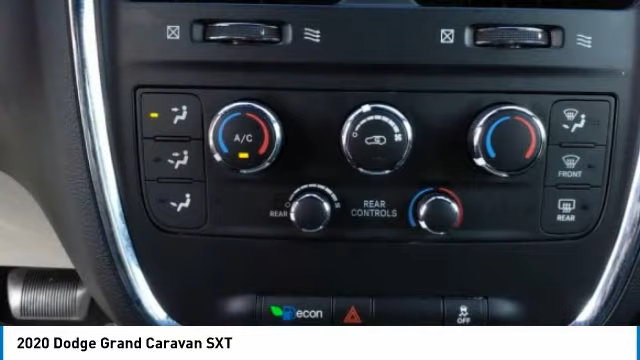 A/C
FRONT
REAR
REAR
CONTROLS
REAR
econ
OFF
2020 Dodge Grand Caravan SXT